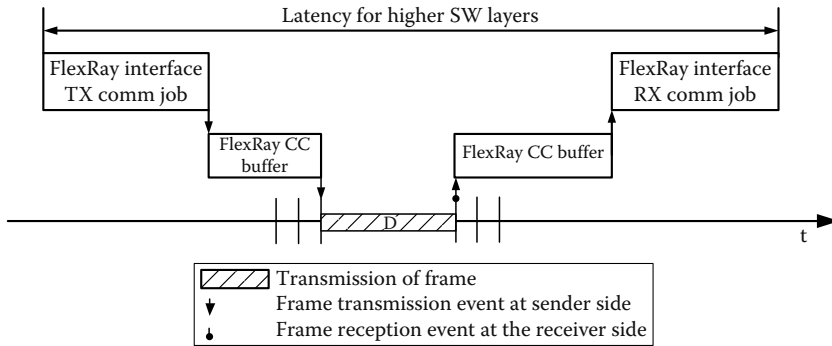 Latency for higher SW layers
FlexRay interface
TX comm job
FlexRay interface
RX comm job
FlexRay CC
buffer
FlexRay CC buffer
D
t
Transmission of frame
Frame transmission event at sender side
Frame reception event at the receiver side